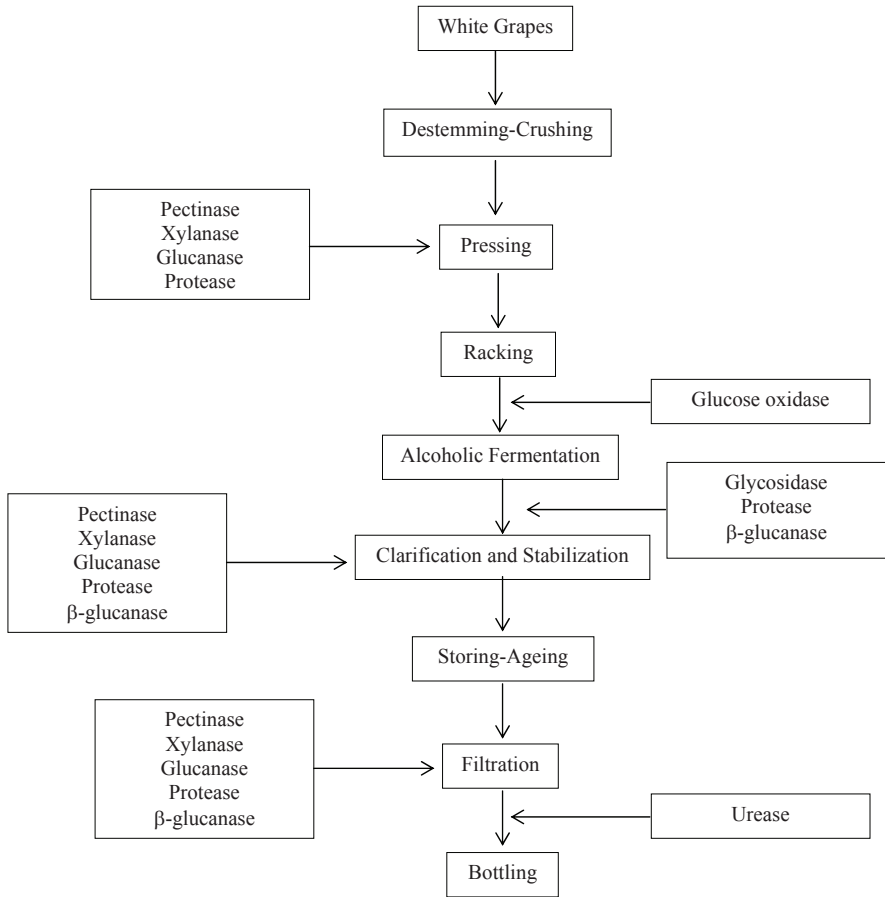 White Grapes
Destemming-Crushing
Pectinase
Xylanase
Glucanase
Protease
Pressing
Racking
Glucose oxidase
Alcoholic Fermentation
Glycosidase
Protease
β-glucanase
Pectinase
Xylanase
Glucanase
Protease
β-glucanase
Clarification and Stabilization
Storing-Ageing
Pectinase
Xylanase
Glucanase
Protease
β-glucanase
Filtration
Urease
Bottling